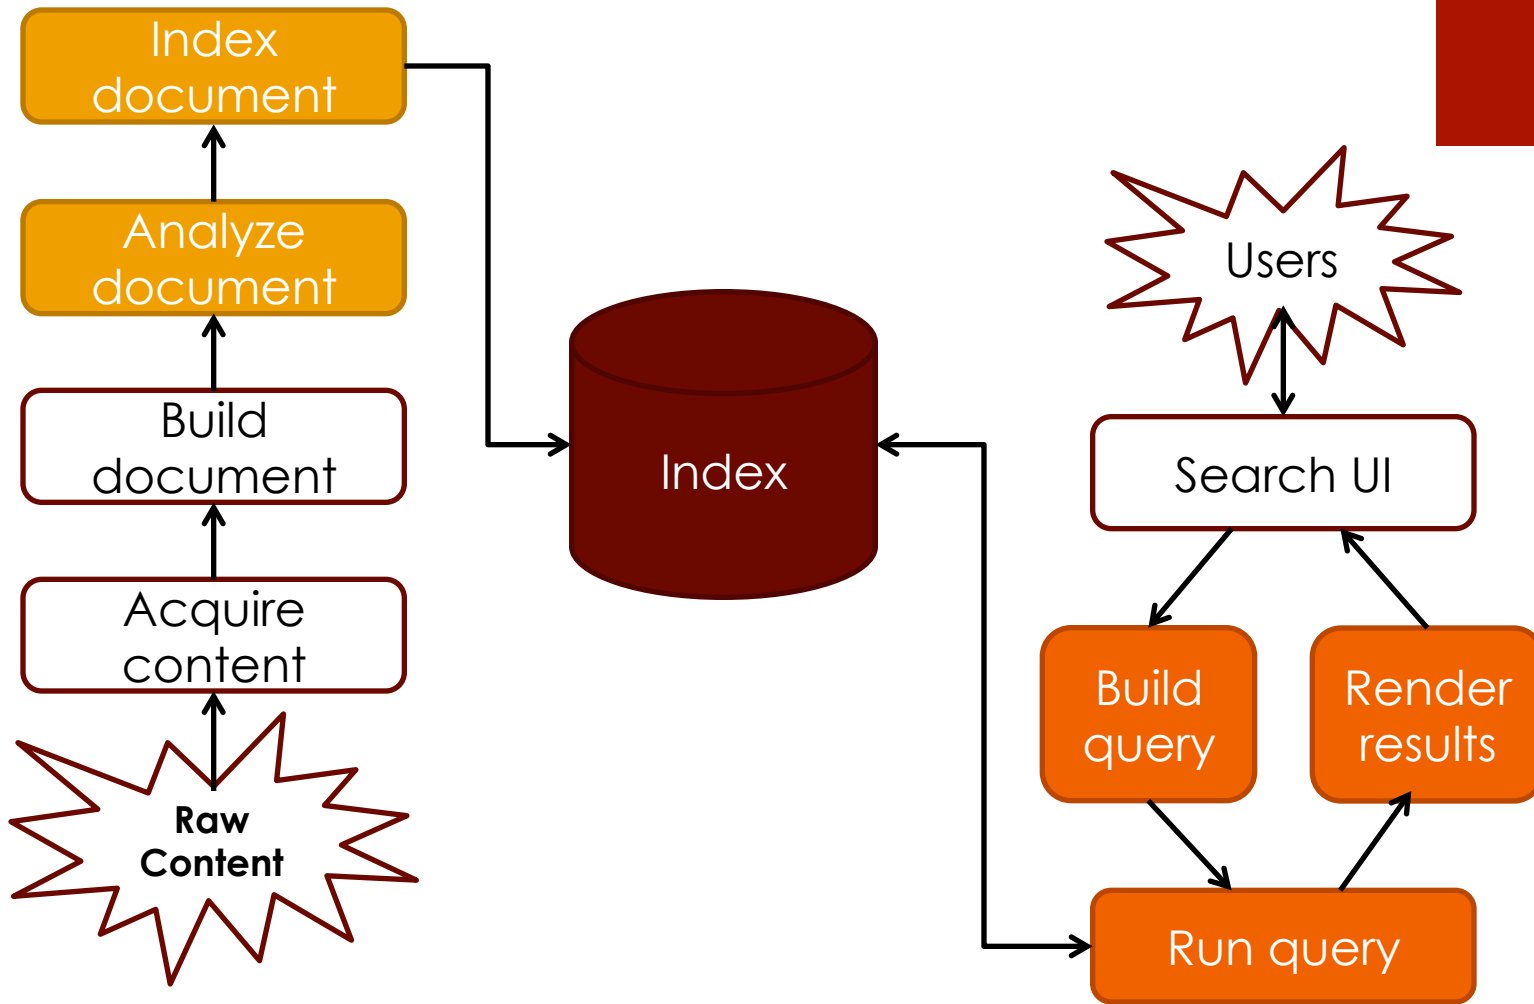 Index
document
Analyze
document
Build
document
Acquire
content
Raw
Content
Index
Users
Search UI
Build
query
Render
results
Run query